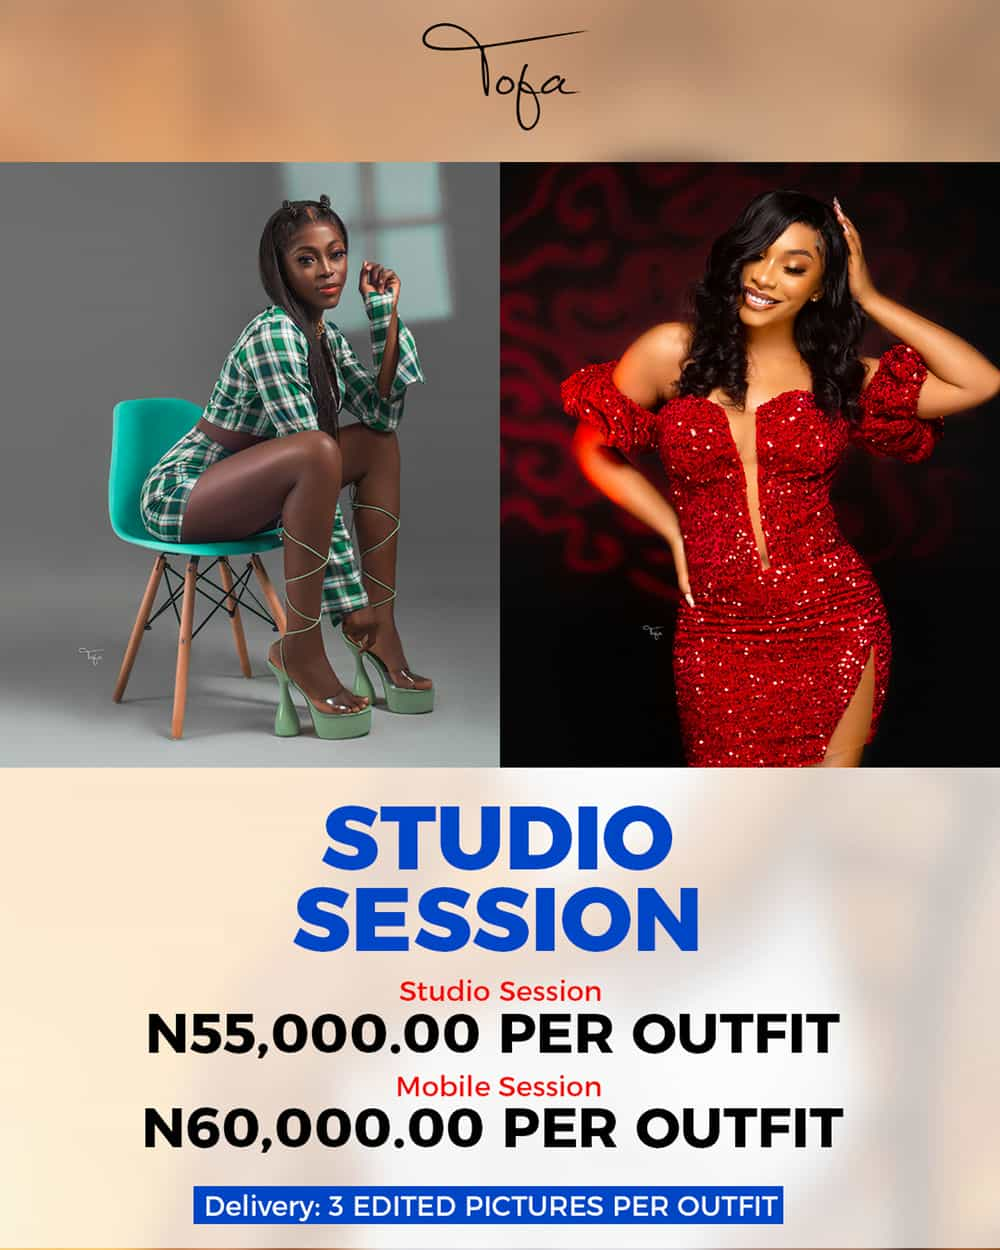 Tofa
Tofa
Tofa
STUDIO
SESSION
Studio Session
N55,000.00 PER OUTFIT
Mobile Session
N60,000.00 PER OUTFIT
Delivery: 3 EDITED PICTURES PER OUTFIT